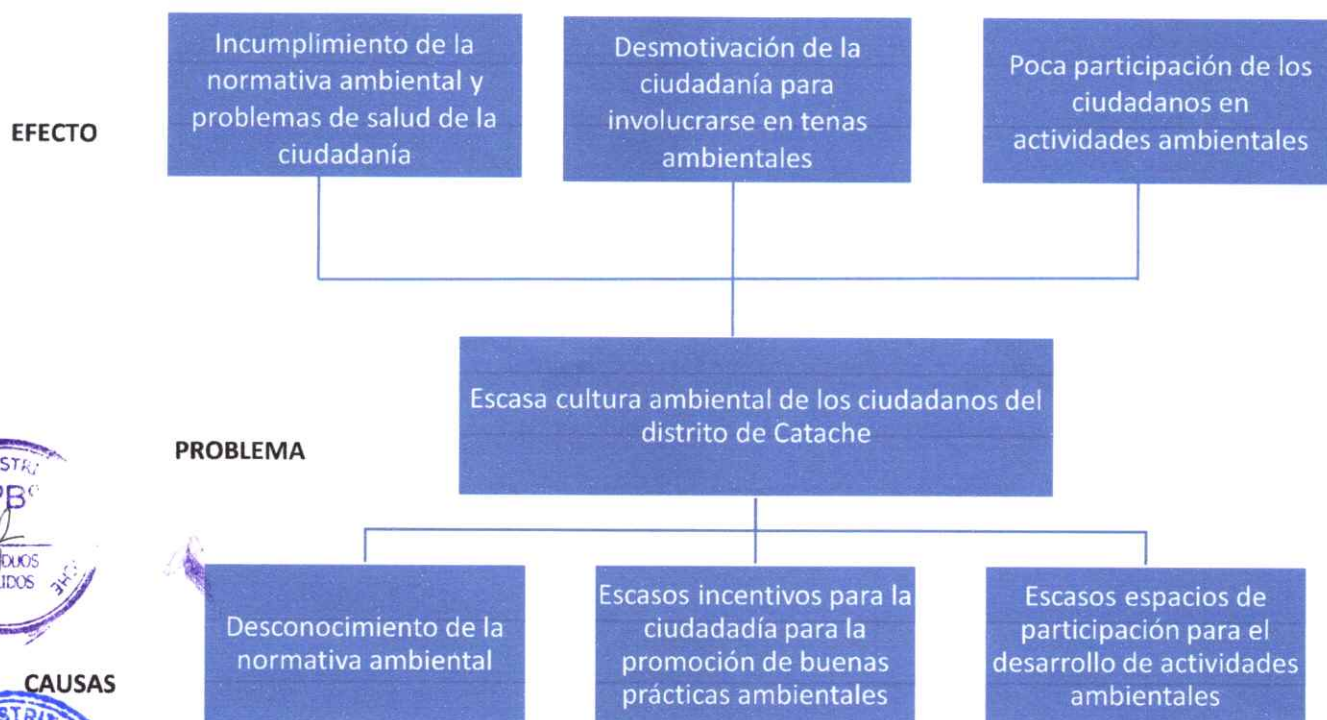 Incumplimiento de la
normativa ambiental y
problemas de salud de la
ciudadanía
Desmotivación de la
ciudadanía para
involucrarse en tenas
ambientales
Poca participación de los
ciudadanos en
actividades ambientales
EFECTO
Escasa cultura ambiental de los ciudadanos del
distrito de Catache
PROBLEMA
Desconocimiento de la
normativa ambiental
Escasos incentivos para la
ciudadadía para la
promoción de buenas
prácticas ambientales
Escasos espacios de
participación para el
desarrollo de actividades
ambientales
CAUSAS